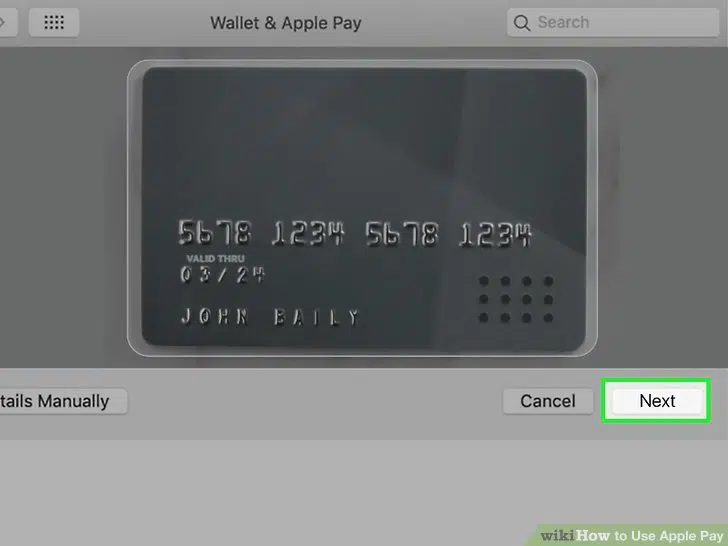 Wallet & Apple Pay
Search
5678 1234 5678 1234
VALID THRU
03/24
JOHN BAILY
tails Manually
Cancel
Next
wikiHow to Use Apple Pay